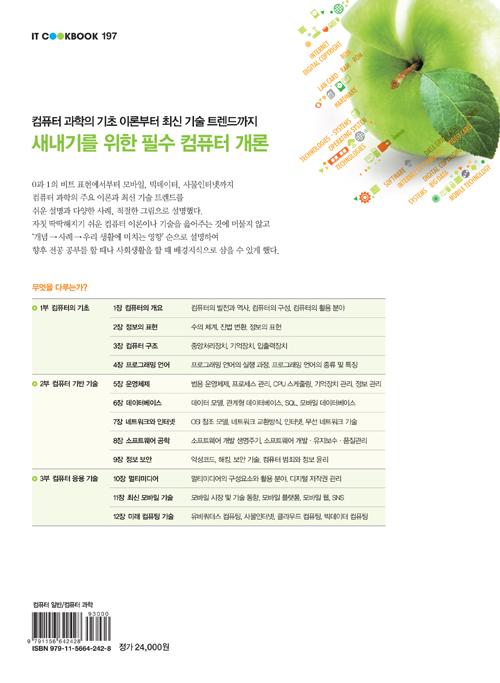 IT COOKBOOK 197
INTERNET
DIGITAL COPYRIGHT
LAN CARD · RAM · ROM
HARDWARE
TECHNOLOGIES · SYSTEMS
OPERATING SYSTEM
TECHNOLOGIES
SOFTWARE
INTERNET
DIGITAL COPYRIGHT
SYSTEMS BIG DATA
MOBILE TECHNOLOGY
컴퓨터 과학의 기초 이론부터 최신 기술 트렌드까지
새내기를 위한 필수 컴퓨터 개론
0과 1의 비트 표현에서부터 모바일, 빅데이터, 사물인터넷까지
컴퓨터 과학의 주요 이론과 최신 기술 트렌드를
쉬운 설명과 다양한 사례, 적절한 그림으로 설명했다.
자칫 딱딱해지기 쉬운 컴퓨터 이론이나 기술을 읊어주는 것에 머물지 않고
‘개념 → 사례 → 우리 생활에 미치는 영향’ 순으로 설명하여
향후 전공 공부를 할 때나 사회생활을 할 때 배경지식으로 삼을 수 있게 했다.
무엇을 다루는가?
1부 컴퓨터의 기초 1장 컴퓨터의 개요 컴퓨터의 발전과 역사, 컴퓨터의 구성, 컴퓨터의 활용 분야
2장 정보의 표현 수의 체계, 진법 변환, 정보의 표현
3장 컴퓨터 구조 중앙처리장치, 기억장치, 입출력장치
4장 프로그래밍 언어 프로그래밍 언어의 실행 과정, 프로그래밍 언어의 종류 및 특징
2부 컴퓨터 기반 기술 5장 운영체제 범용 운영체제, 프로세스 관리, CPU 스케줄링, 기억장치 관리, 정보 관리
6장 데이터베이스 데이터 모델, 관계형 데이터베이스, SQL, 모바일 데이터베이스
7장 네트워크와 인터넷 OSI 참조 모델, 네트워크 교환방식, 인터넷, 무선 네트워크 기술
8장 소프트웨어 공학 소프트웨어 개발 생명주기, 소프트웨어 개발 · 유지보수 · 품질관리
9장 정보 보안 악성코드, 해킹, 보안 기술, 컴퓨터 범죄와 정보 윤리
3부 컴퓨터 응용 기술 10장 멀티미디어 멀티미디어의 구성요소와 활용 분야, 디지털 저작권 관리
11장 최신 모바일 기술 모바일 시장 및 기술 동향, 모바일 플랫폼, 모바일 웹, SNS
12장 미래 컴퓨팅 기술 유비쿼터스 컴퓨팅, 사물인터넷, 클라우드 컴퓨팅, 빅데이터 컴퓨팅
컴퓨터 일반/컴퓨터 과학
93000
9 791156 642428
ISBN 979-11-5664-242-8 정가 24,000원